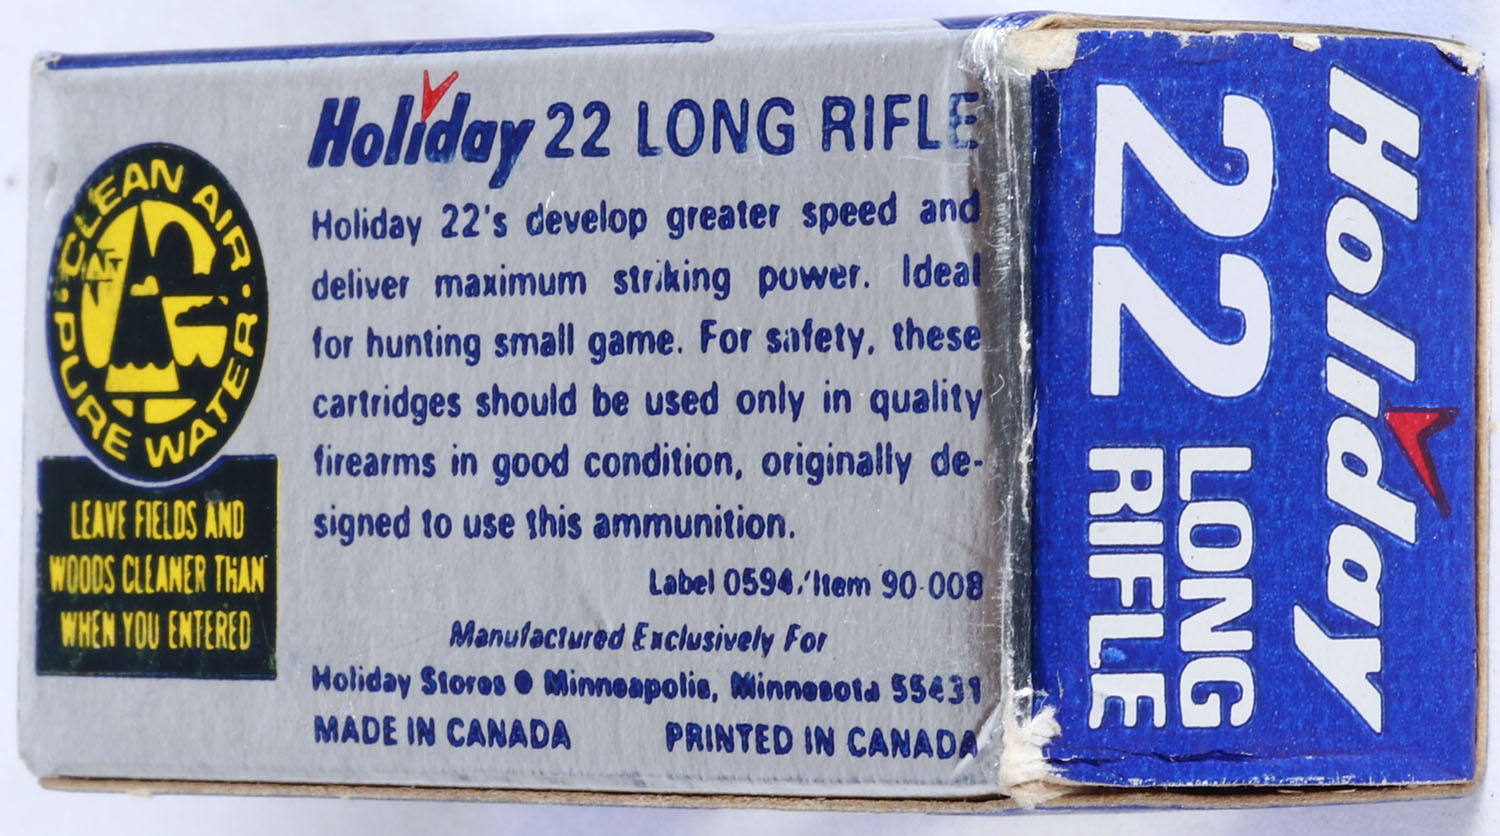 CLEAN AIR · PURE WATER ·
LEAVE FIELDS AND
WOODS CLEANER THAN
WHEN YOU ENTERED
Holiday 22 LONG RIFLE
Holiday 22's develop greater speed and
deliver maximum striking power. Ideal
for hunting small game. For safety, these
cartridges should be used only in quality
firearms in good condition, originally de-
signed to use this ammunition.
Label 0594/Item 90-008
Manufactured Exclusively For
Holiday Stores ● Minneapolis, Minnesota 55431
MADE IN CANADA PRINTED IN CANADA
Holiday
22 LONG
RIFLE